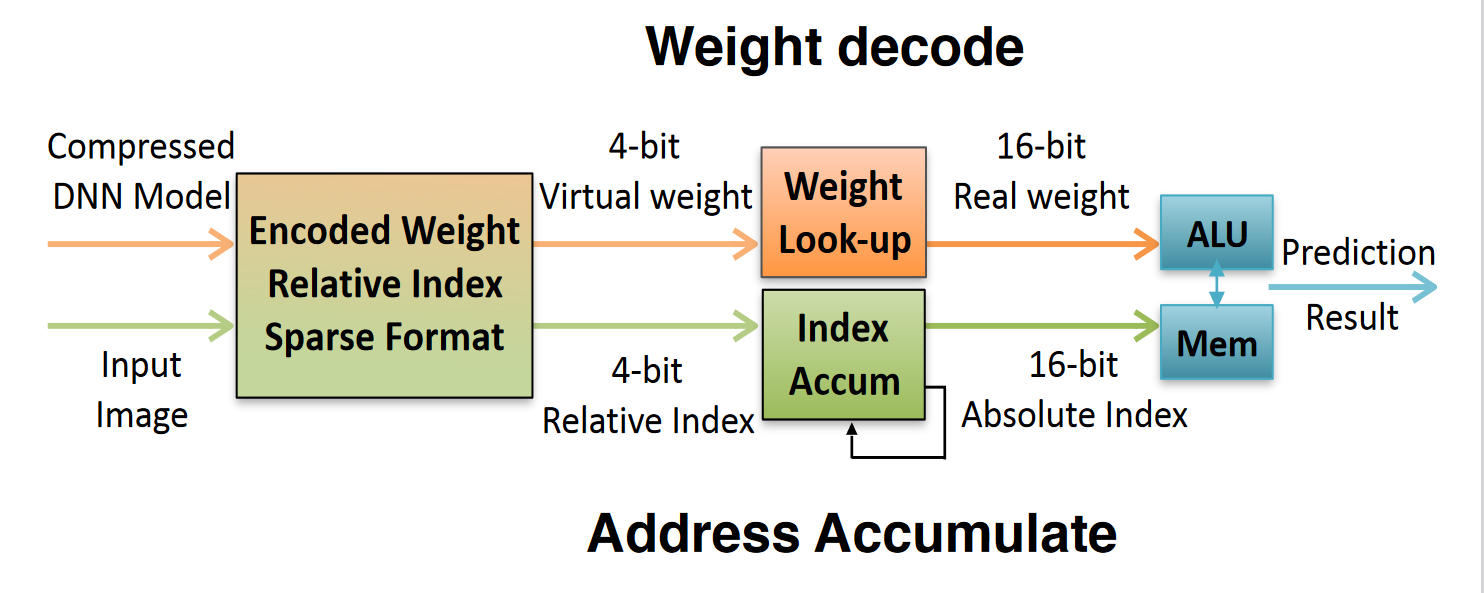 Weight decode
Compressed
DNN Model
4-bit
Virtual weight
16-bit
Real weight
Encoded Weight
Relative Index
Sparse Format
Weight
Look-up
ALU
Prediction
Result
Index
Accum
Mem
Input
Image
4-bit
Relative Index
16-bit
Absolute Index
Address Accumulate